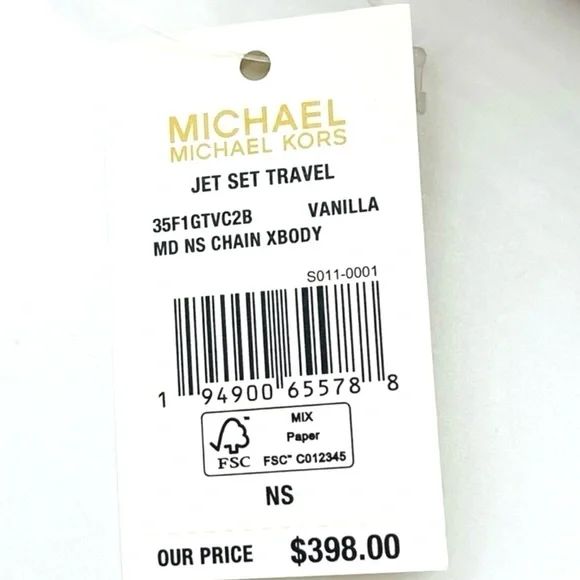 MICHAEL
MICHAEL KORS
JET SET TRAVEL
35F1GTVC2B VANILLA
MD NS CHAIN XBODY
S011-0001
1 94900 65578 8
MIX
Paper
FSC™ C012345
FSC
NS
OUR PRICE $398.00